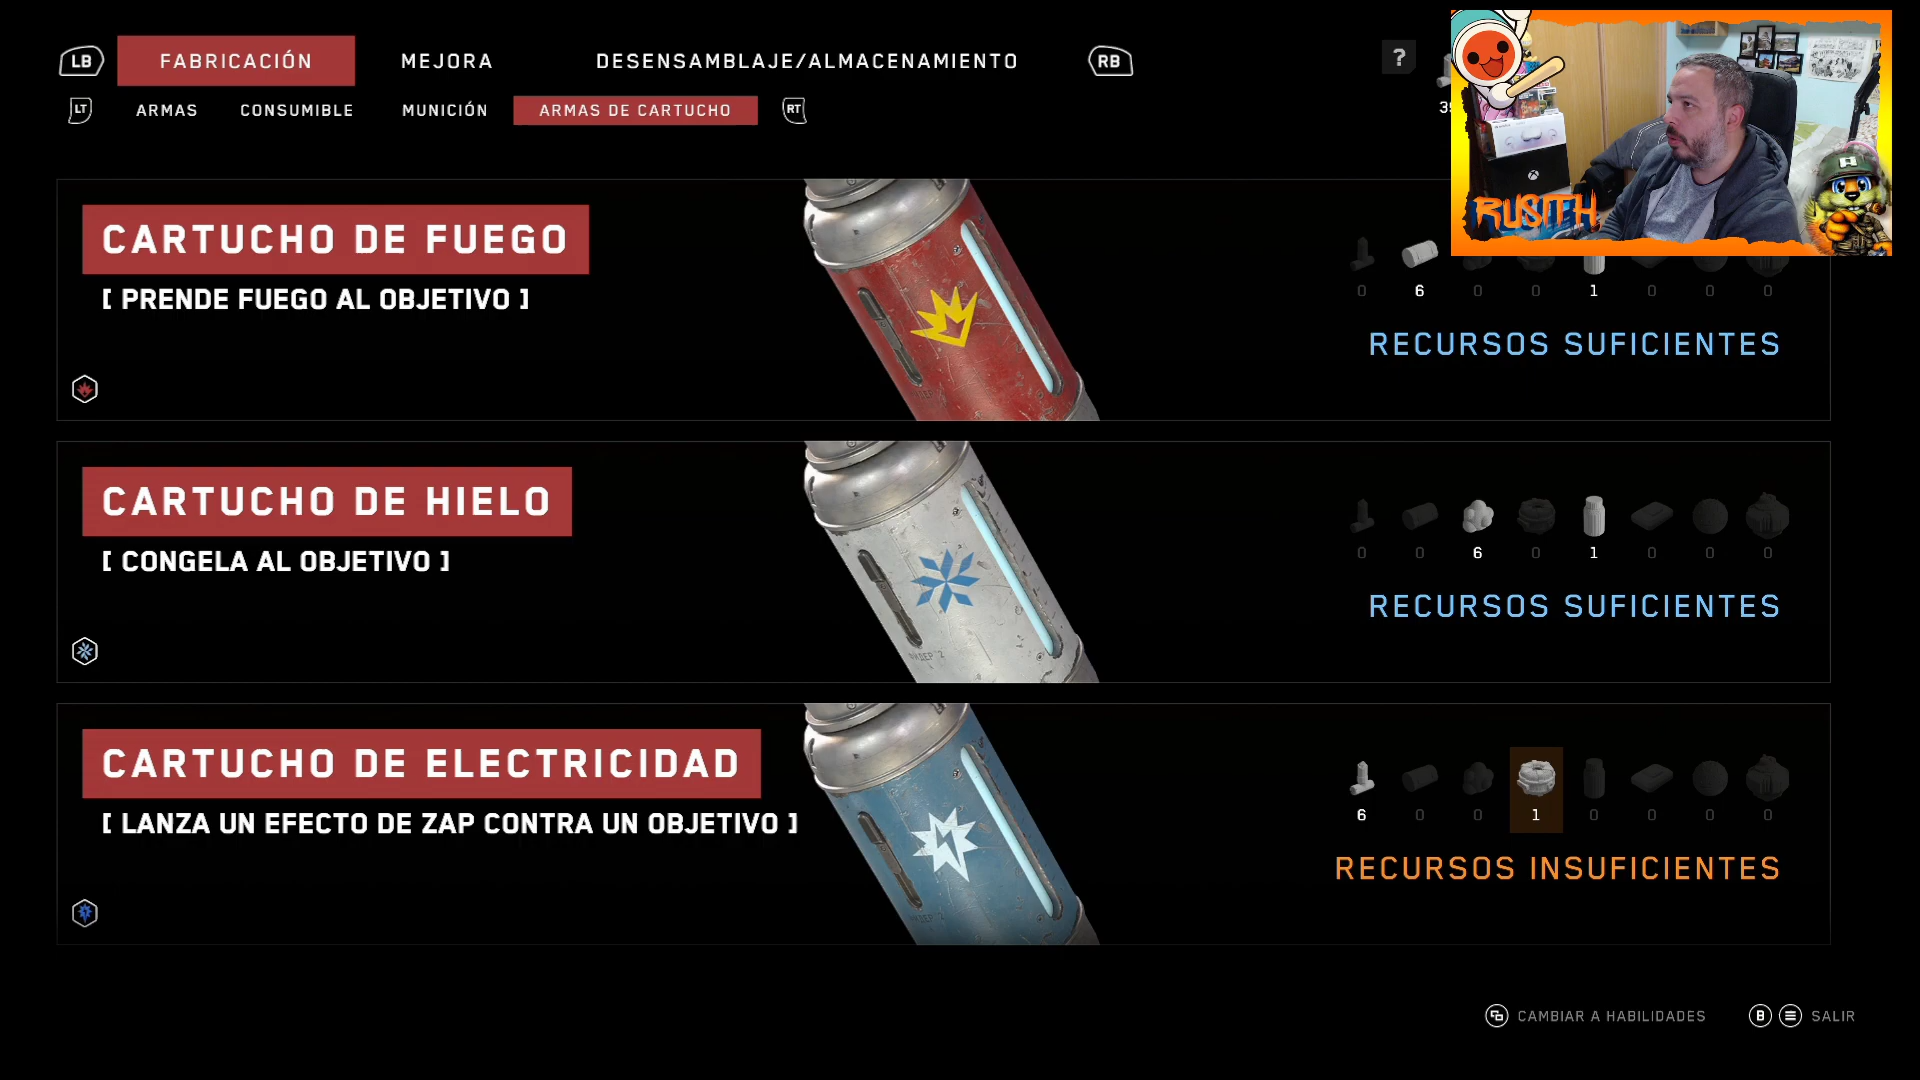 LB FABRICACIÓN MEJORA DESENSAMBLAJE/ALMACENAMIENTO RB ?
LT ARMAS CONSUMIBLE MUNICIÓN ARMAS DE CARTUCHO RT
RUSITH
CARTUCHO DE FUEGO
[ PRENDE FUEGO AL OBJETIVO ]
0 6 0 0 1 0 0 0
RECURSOS SUFICIENTES
CARTUCHO DE HIELO
[ CONGELA AL OBJETIVO ]
0 0 6 0 1 0 0 0
RECURSOS SUFICIENTES
CARTUCHO DE ELECTRICIDAD
[ LANZA UN EFECTO DE ZAP CONTRA UN OBJETIVO ]
6 0 0 1 0 0 0 0
RECURSOS INSUFICIENTES
CAMBIAR A HABILIDADES B SALIR